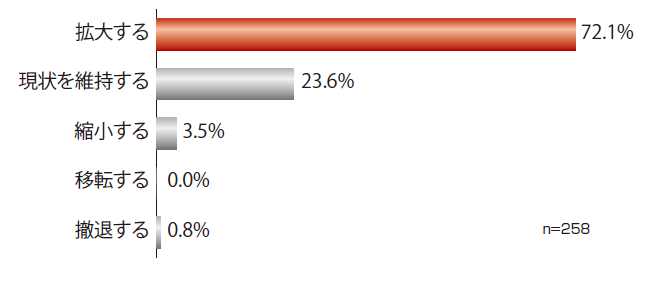 拡大する 72.1%
現状を維持する 23.6%
縮小する 3.5%
移転する 0.0%
撤退する 0.8%
n=258